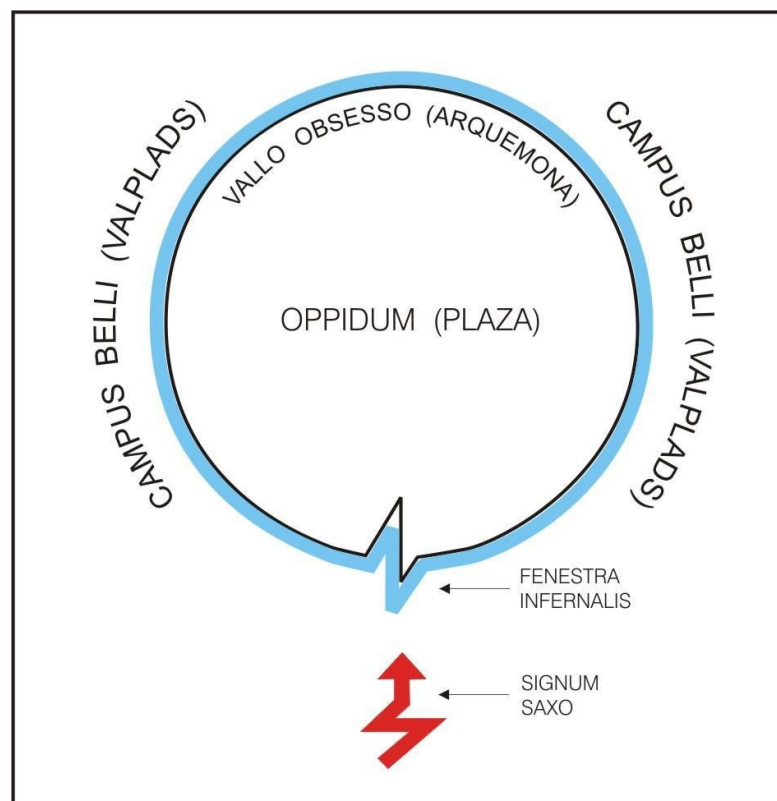 VALLO OBSESSO (ARQUEMONA)
CAMPUS BELLI (VALPLADS)
CAMPUS BELLI (VALPLADS)
OPPIDUM (PLAZA)
FENESTRA
INFERNALIS
SIGNUM
SAXO